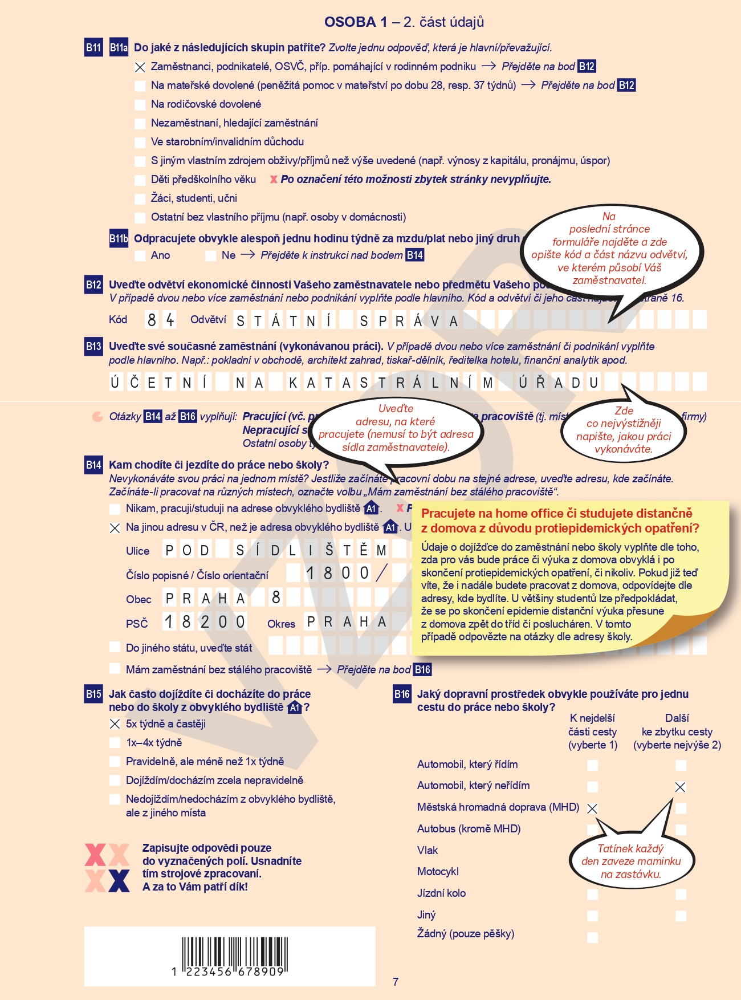 OSOBA 1 – 2. část údajů
B11 B11a Do jaké z následujících skupin patříte? Zvolte jednu odpověď, která je hlavní/převažující.
Zaměstnanci, podnikatelé, OSVČ, příp. pomáhající v rodinném podniku → Přejděte na bod B12
Na mateřské dovolené (peněžitá pomoc v mateřství po dobu 28, resp. 37 týdnů) → Přejděte na bod B12
Na rodičovské dovolené
Nezaměstnaní, hledající zaměstnání
Ve starobním/invalidním důchodu
S jiným vlastním zdrojem obživy/příjmů než výše uvedené (např. výnosy z kapitálu, pronájmu, úspor)
Děti předškolního věku x Po označení této možnosti zbytek stránky nevyplňujte.
Žáci, studenti, učni
Ostatní bez vlastního příjmu (např. osoby v domácnosti)
Na
poslední stránce
formuláře najděte a zde
opište kód a část názvu odvětví,
ve kterém působí Váš
zaměstnavatel.
B11b Odpracujete obvykle alespoň jednu hodinu týdně za mzdu/plat nebo jiný druh
Ano Ne → Přejděte k instrukci nad bodem B14
B12 Uveďte odvětví ekonomické činnosti Vašeho zaměstnavatele nebo předmětu Vašeho
V případě dvou nebo více zaměstnání nebo podnikání vyplňte podle hlavního. Kód a odvětví či jeho část straně 16.
Kód 84 Odvětví STÁTNÍ SPRÁVA
B13 Uveďte své současné zaměstnání (vykonávanou práci). V případě dvou nebo více zaměstnání či podnikání vyplňte
podle hlavního. Např.: pokladní v obchodě, architekt zahrad, tiskař-dělník, ředitelka hotelu, finanční analytik apod.
ÚČETNÍ NA KATASTRÁLNÍM ÚŘADU
Uveďte
adresu, na které
pracujete (nemusí to být adresa
sídla zaměstnavatele).
Zde
co nejvýstižněji
napište, jakou práci
vykonáváte.
Otázky B14 až B16 vyplňují: Pracující (vč. pracoviště (tj. firmy)
Nepracující
Ostatní osoby
B14 Kam chodíte či jezdíte do práce nebo školy?
Nevykonáváte svou práci na jednom místě? Jestliže začínáte pracovní dobu na stejné adrese, uveďte adresu, kde začínáte.
Začínáte-li pracovat na různých místech, označte volbu „Mám zaměstnání bez stálého pracoviště“.
Nikam, pracuji/studuji na adrese obvyklého bydliště A1. x
Na jinou adresu v ČR, než je adresa obvyklého bydliště A1.
Ulice POD SÍDLIŠTĚM
Číslo popisné / Číslo orientační 1800/
Obec PRAHA 8
PSČ 18200 Okres PRAHA
Do jiného státu, uveďte stát
Mám zaměstnání bez stálého pracoviště → Přejděte na bod B16
Pracujete na home office či studujete distančně
z domova z důvodu protiepidemických opatření?
Údaje o dojížďce do zaměstnání nebo školy vyplňte dle toho,
zda pro vás bude práce či výuka z domova obvyklá i po
skončení protiepidemických opatření, či nikoliv. Pokud již teď
víte, že i nadále budete pracovat z domova, odpovídejte dle
adresy, kde bydlíte. U většiny studentů lze předpokládat,
že se po skončení epidemie distanční výuka přesune
z domova zpět do tříd či poslucháren. V tomto
případě odpovězte na otázky dle adresy školy.
B15 Jak často dojíždíte či docházíte do práce
nebo do školy z obvyklého bydliště A1?
5x týdně a častěji
1x–4x týdně
Pravidelně, ale méně než 1x týdně
Dojíždím/docházím zcela nepravidelně
Nedojíždím/nedocházím z obvyklého bydliště,
ale z jiného místa
B16 Jaký dopravní prostředek obvykle používáte pro jednu
cestu do práce nebo školy?
K nejdelší
části cesty
(vyberte 1)
Další
ke zbytku cesty
(vyberte nejvýše 2)
Automobil, který řídím
Automobil, který neřídím
Městská hromadná doprava (MHD)
Autobus (kromě MHD)
Vlak
Motocykl
Jízdní kolo
Jiný
Žádný (pouze pěšky)
Tatínek každý
den zaveze maminku
na zastávku.
Zapisujte odpovědi pouze
do vyznačených polí. Usnadníte
tím strojové zpracovaní.
A za to Vám patří dík!
1 223456 678909
7
VZOR